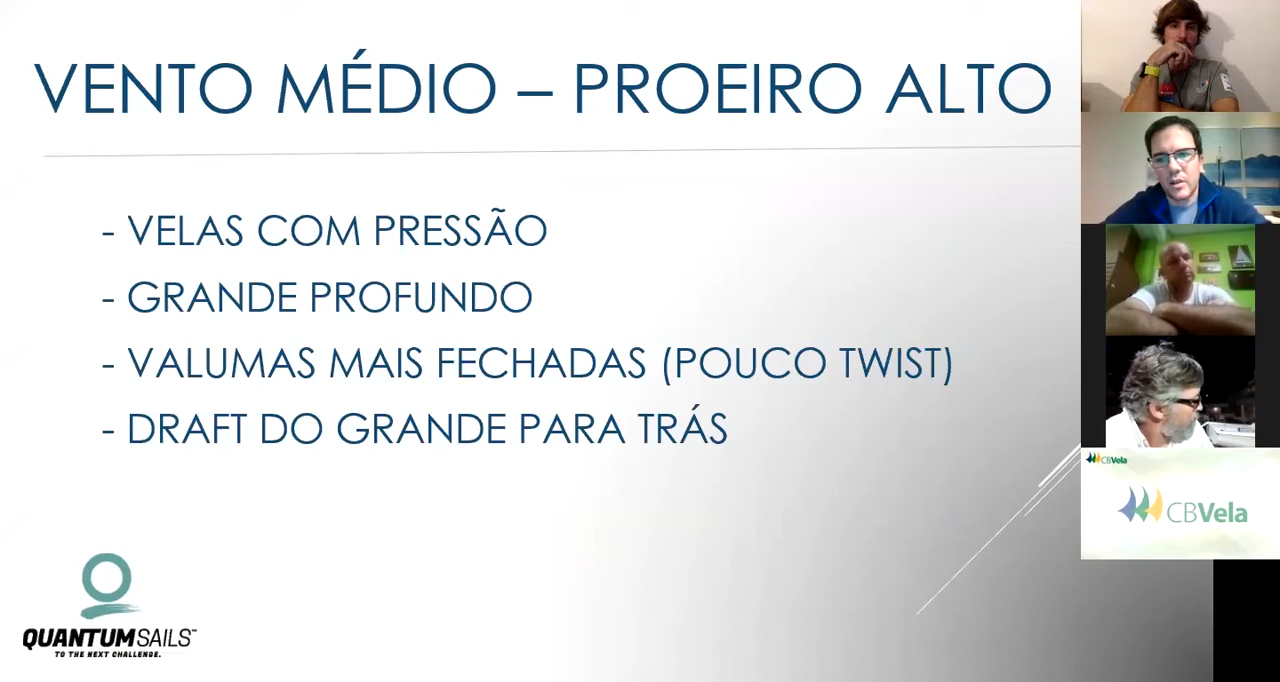 VENTO MÉDIO – PROEIRO ALTO
- VELAS COM PRESSÃO
- GRANDE PROFUNDO
- VALUMAS MAIS FECHADAS (POUCO TWIST)
- DRAFT DO GRANDE PARA TRÁS
CBVela
CBVela
QUANTUMSAILS™
TO THE NEXT CHALLENGE.